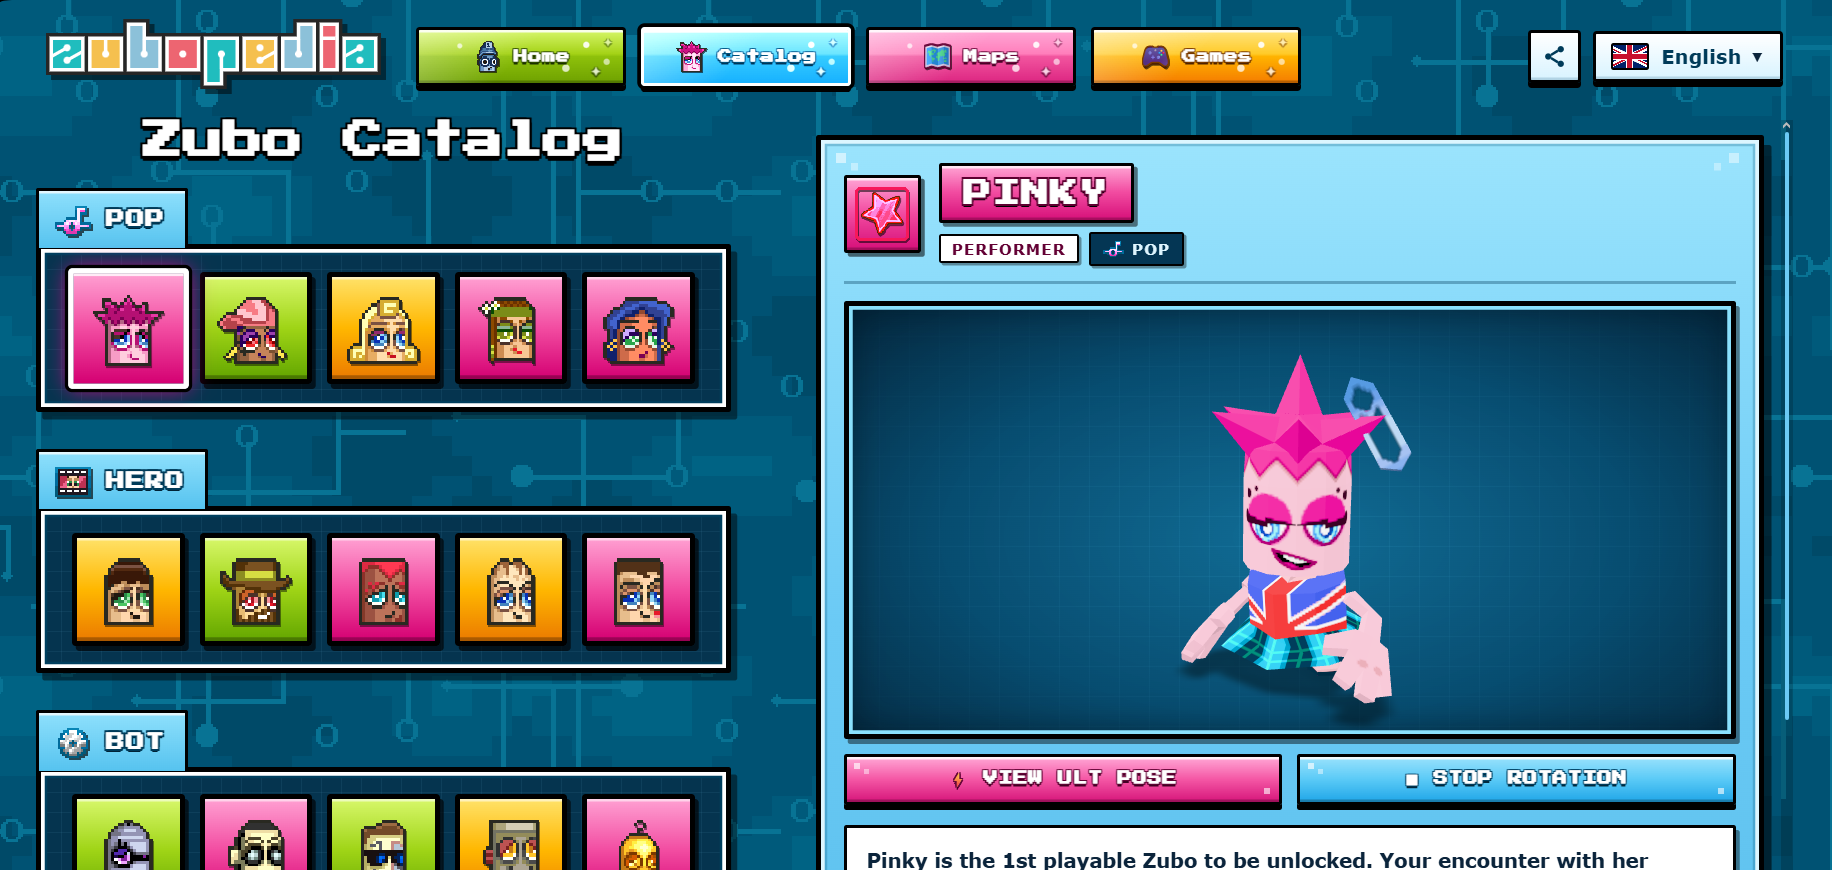 zubopedia
Home
Catalog
Maps
Games
English ▼
Zubo Catalog
POP
HERO
BOT
PINKY
PERFORMER
POP
VIEW ULT POSE
STOP ROTATION
Pinky is the 1st playable Zubo to be unlocked. Your encounter with her